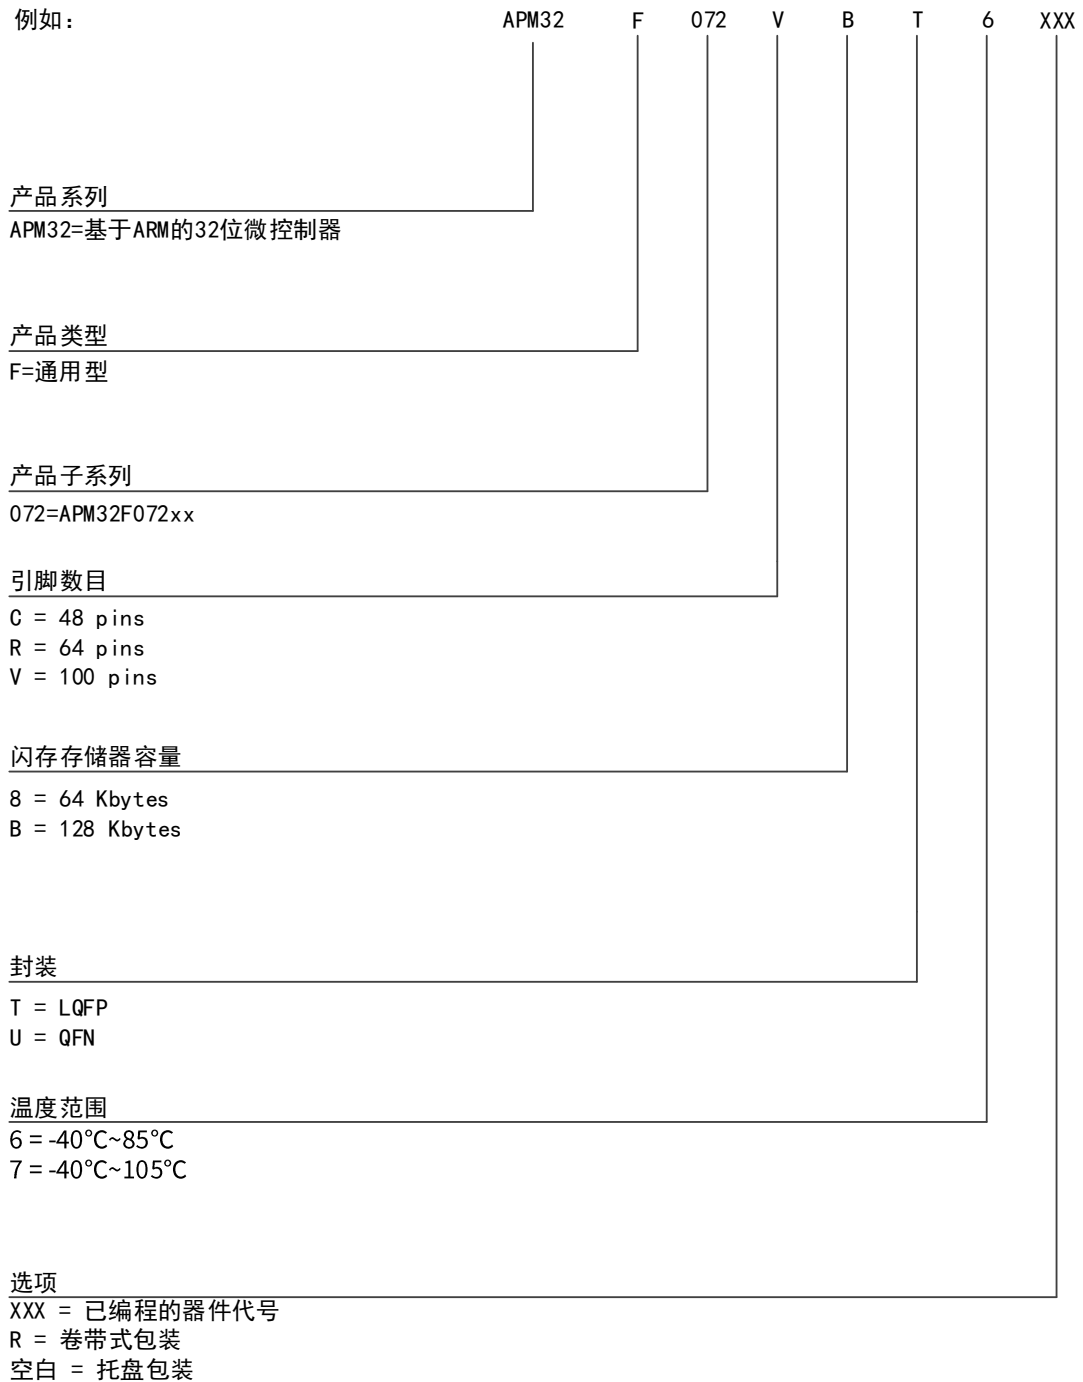 例如： APM32 F 072 V B T 6 XXX
产品系列
APM32=基于ARM的32位微控制器
产品类型
F=通用型
产品子系列
072=APM32F072xx
引脚数目
C = 48 pins
R = 64 pins
V = 100 pins
闪存存储器容量
8 = 64 Kbytes
B = 128 Kbytes
封装
T = LQFP
U = QFN
温度范围
6 = -40℃~85℃
7 = -40℃~105℃
选项
XXX = 已编程的器件代号
R = 卷带式包装
空白 = 托盘包装